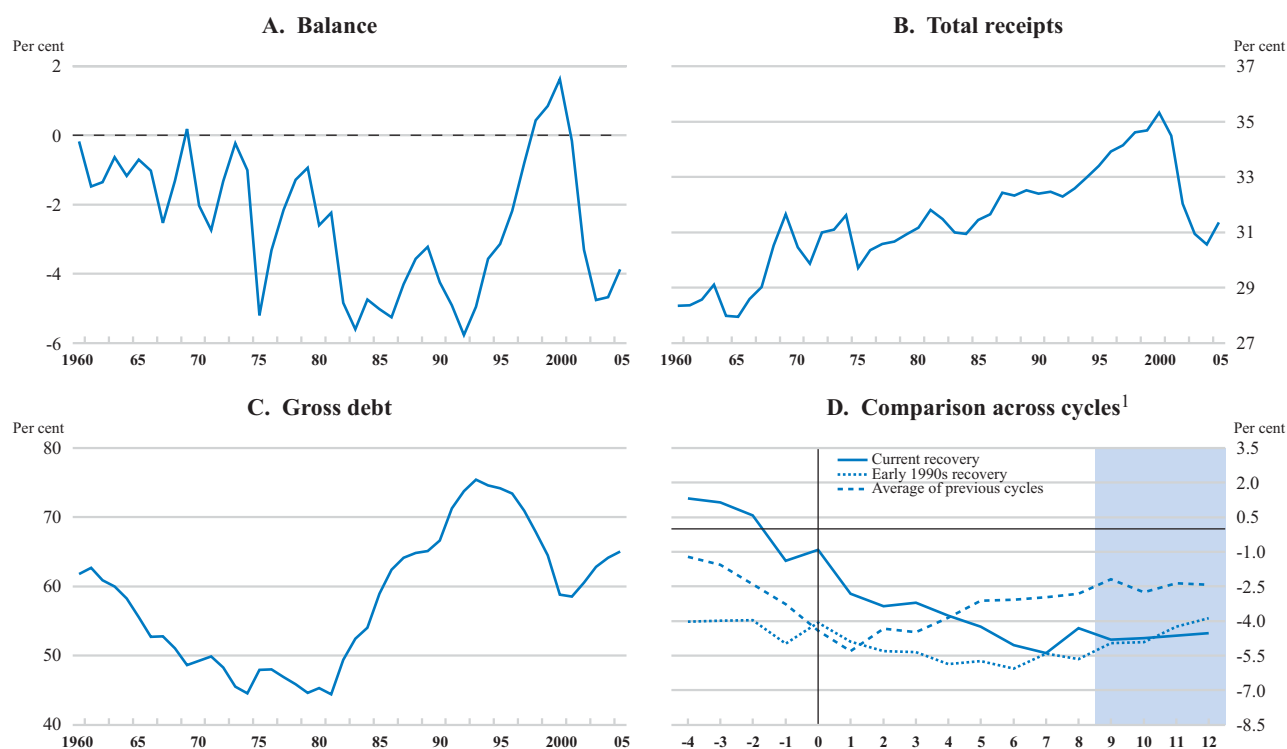 A. Balance
Per cent
2
0
-2
-4
-6
1960 65 70 75 80 85 90 95 2000 05
B. Total receipts
Per cent
37
35
33
31
29
27
1960 65 70 75 80 85 90 95 2000 05
C. Gross debt
Per cent
80
70
60
50
40
1960 65 70 75 80 85 90 95 2000 05
D. Comparison across cycles1
Per cent
Current recovery
Early 1990s recovery
Average of previous cycles
3.5
2.0
0.5
-1.0
-2.5
-4.0
-5.5
-7.0
-8.5
-4 -3 -2 -1 0 1 2 3 4 5 6 7 8 9 10 11 12